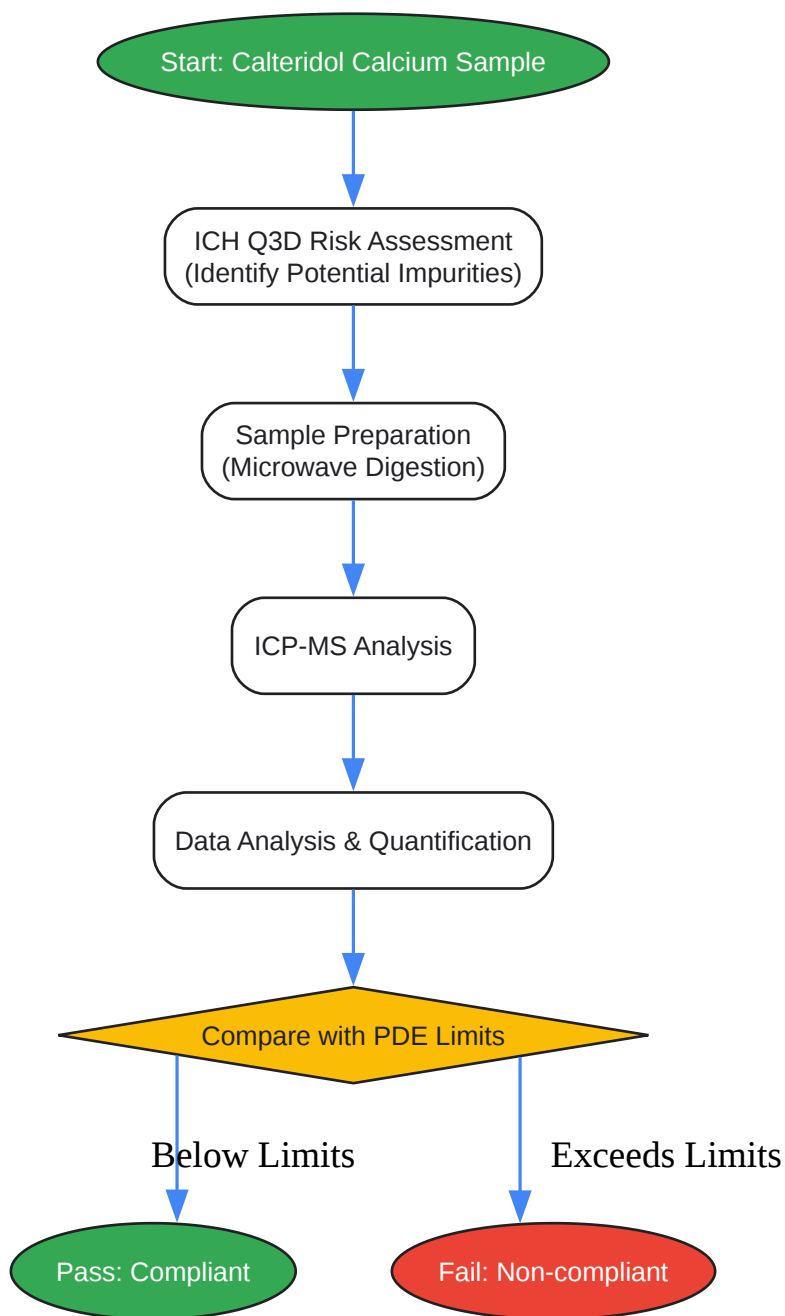 Start: Calteridol Calcium Sample
ICH Q3D Risk Assessment
(Identify Potential Impurities)
Sample Preparation
(Microwave Digestion)
ICP-MS Analysis
Data Analysis & Quantification
Compare with PDE Limits
Below Limits
Exceeds Limits
Pass: Compliant
Fail: Non-compliant